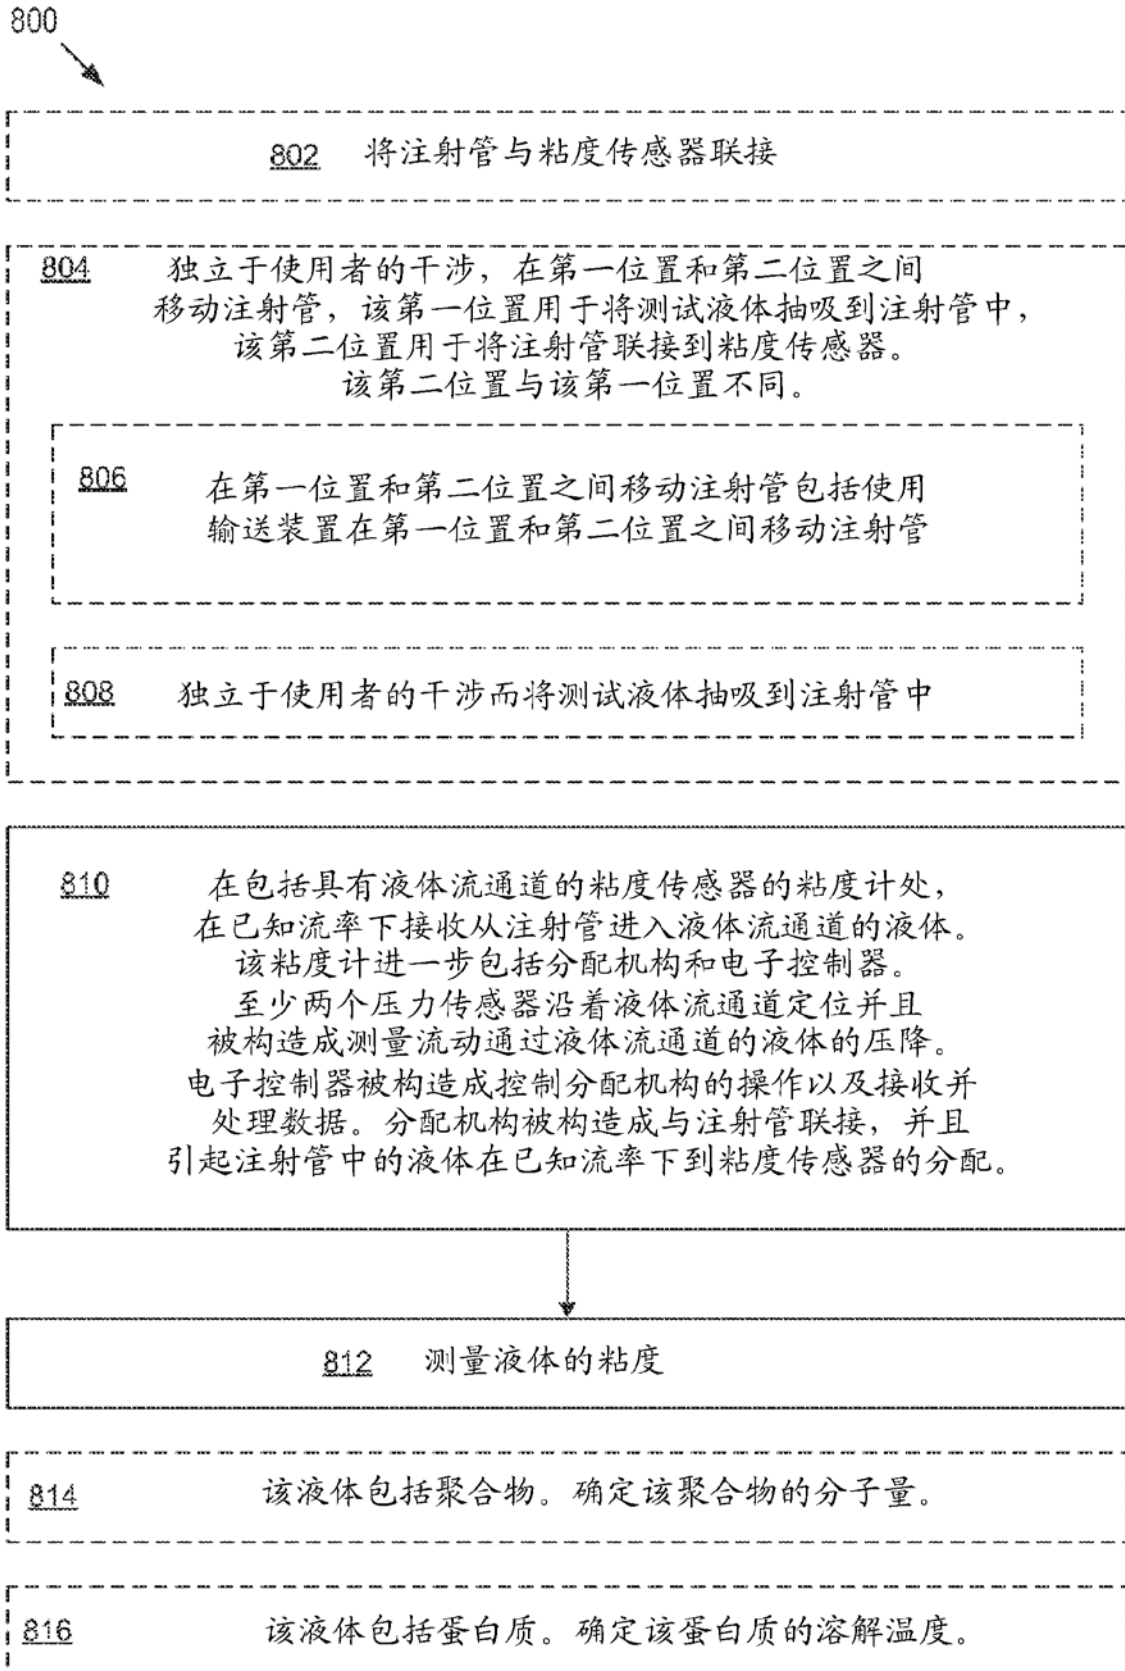 800
802 将注射管与粘度传感器联接
804 独立于使用者的干涉，在第一位置和第二位置之间
移动注射管，该第一位置用于将测试液体抽吸到注射管中，
该第二位置用于将注射管联接到粘度传感器。
该第二位置与该第一位置不同。
806 在第一位置和第二位置之间移动注射管包括使用
输送装置在第一位置和第二位置之间移动注射管
808 独立于使用者的干涉而将测试液体抽吸到注射管中
810 在包括具有液体流通道的粘度传感器的粘度计处，
在已知流率下接收从注射管进入液体流通道的液体。
该粘度计进一步包括分配机构和电子控制器。
至少两个压力传感器沿着液体流通道定位并且
被构造成测量流动通过液体流通道的液体的压降。
电子控制器被构造成控制分配机构的操作以及接收并
处理数据。分配机构被构造成与注射管联接，并且
引起注射管中的液体在已知流率下到粘度传感器的分配。
812 测量液体的粘度
814 该液体包括聚合物。确定该聚合物的分子量。
816 该液体包括蛋白质。确定该蛋白质的溶解温度。